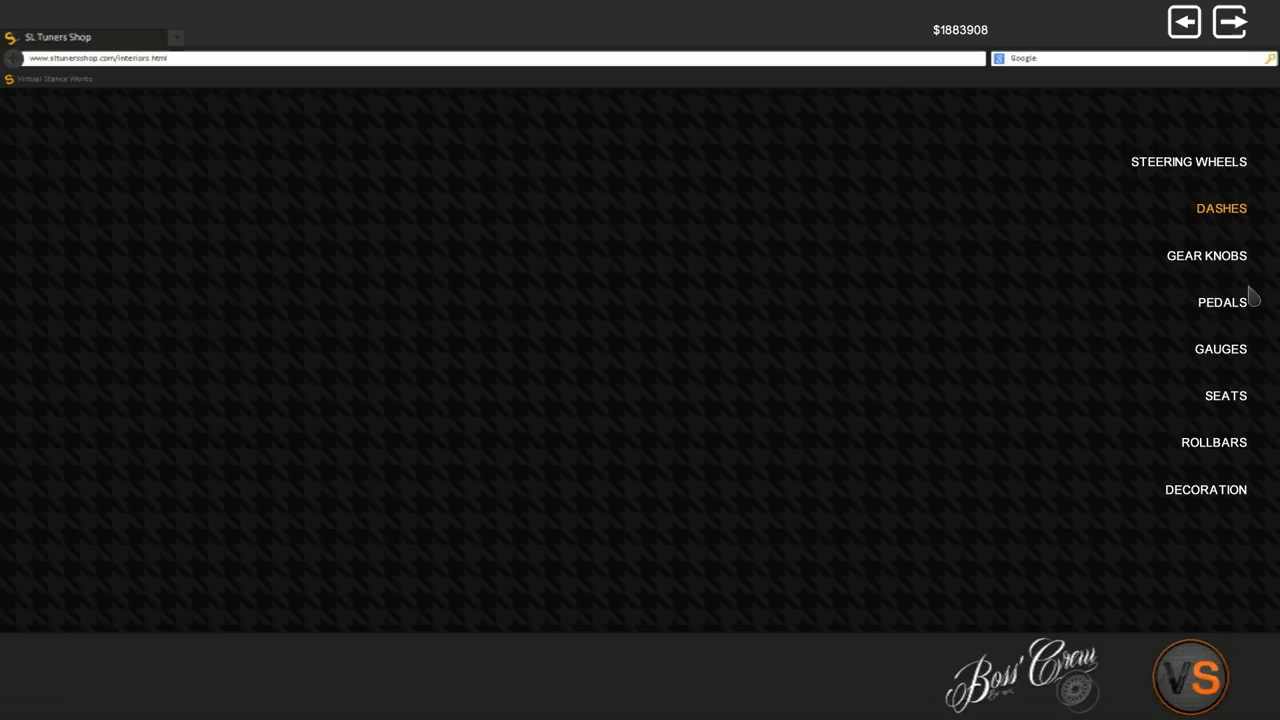 $1883908
SL Tuners Shop
www.sltunersshop.com/interiors.html
Google
Virtual Stance Works
STEERING WHEELS
DASHES
GEAR KNOBS
PEDALS
GAUGES
SEATS
ROLLBARS
DECORATION
Boss' Crew
VS